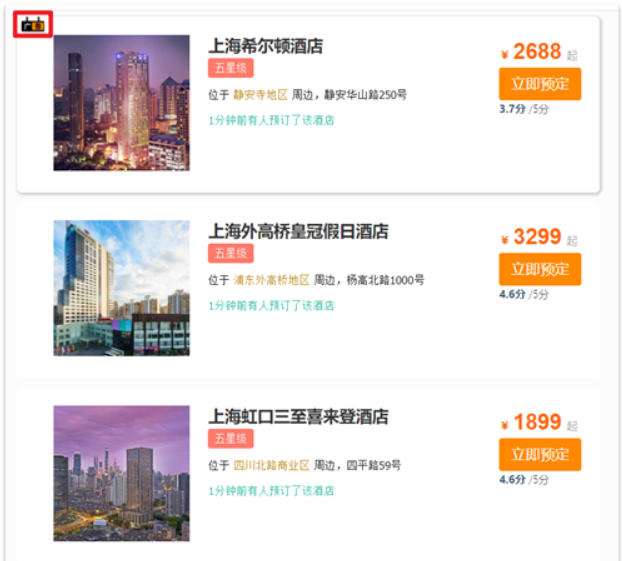 广告
上海希尔顿酒店
¥ 2688 起
五星级
立即预定
位于 静安寺地区 周边，静安华山路250号
3.7分 /5分
1分钟前有人预订了该酒店
上海外高桥皇冠假日酒店
¥ 3299 起
五星级
立即预定
位于 浦东外高桥地区 周边，杨高北路1000号
4.6分 /5分
1分钟前有人预订了该酒店
上海虹口三至喜来登酒店
¥ 1899 起
五星级
立即预定
位于 四川北路商业区 周边，四平路59号
4.6分 /5分
1分钟前有人预订了该酒店